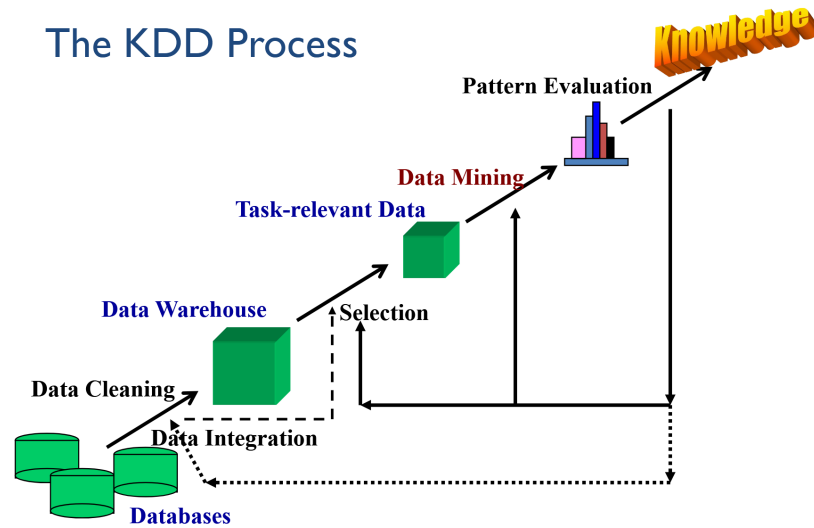 The KDD Process
Knowledge
Pattern Evaluation
Data Mining
Task-relevant Data
Data Warehouse
Selection
Data Cleaning
Data Integration
Databases